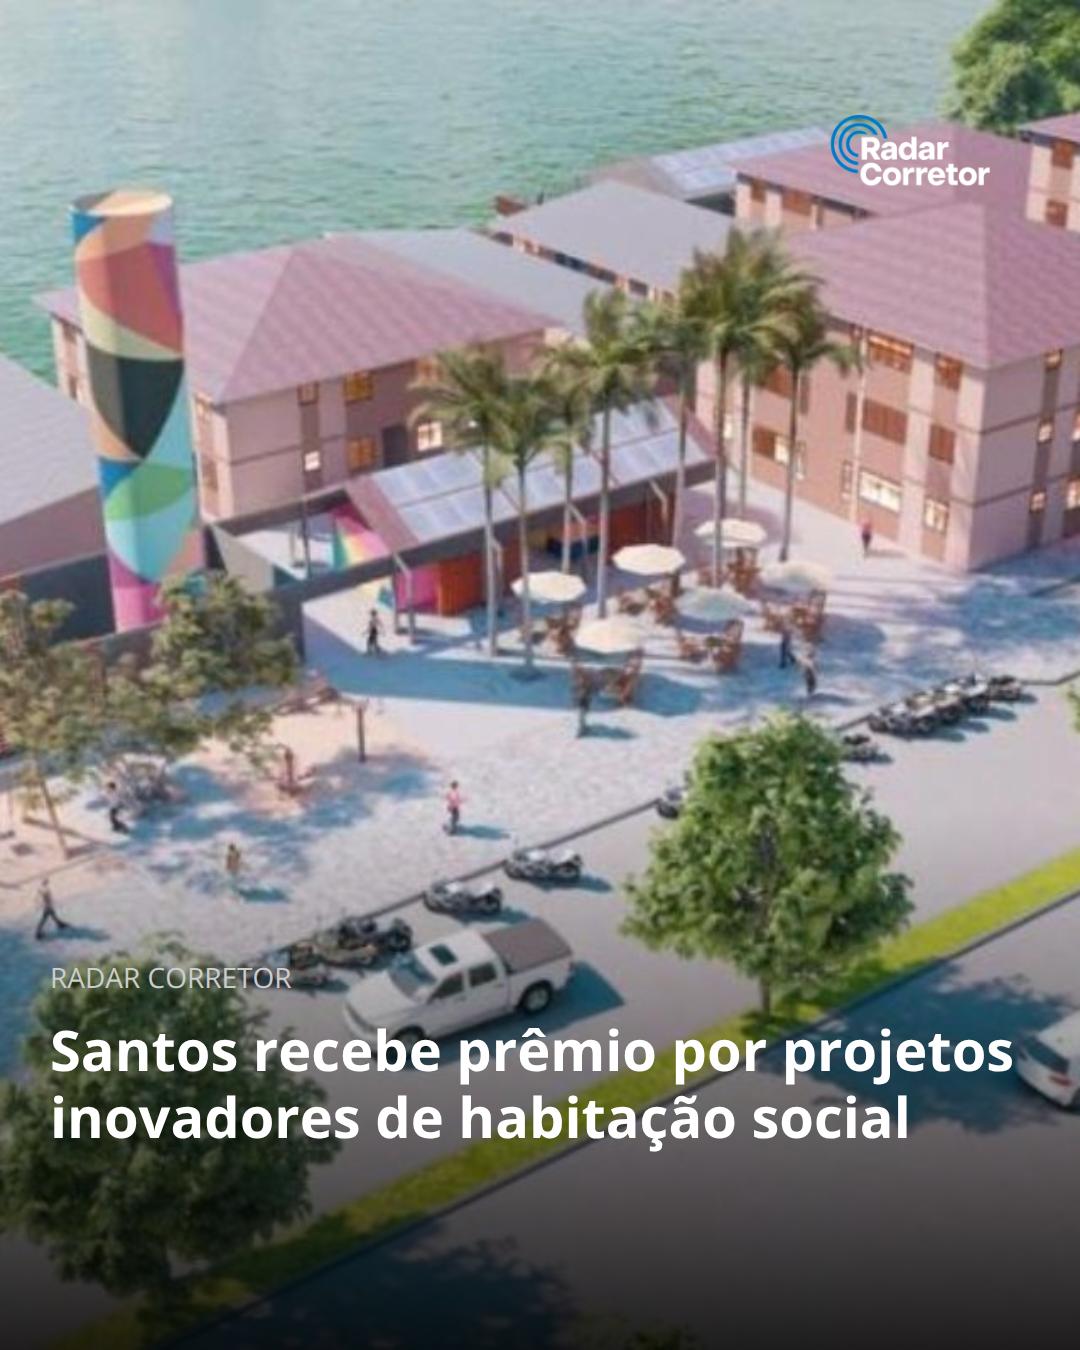 Radar
Corretor
RADAR CORRETOR
Santos recebe prêmio por projetos
inovadores de habitação social